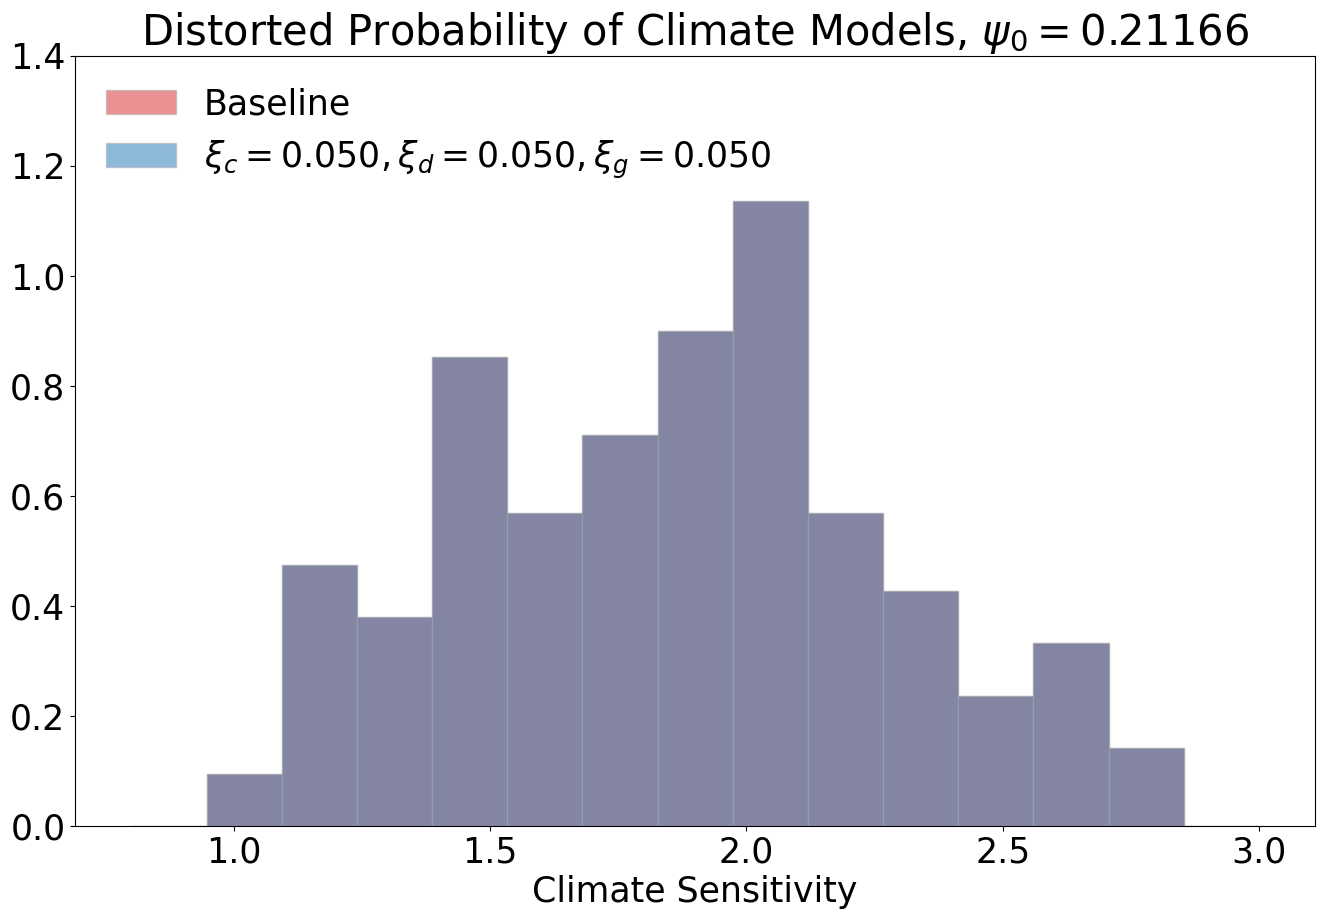 Distorted Probability of Climate Models, ψ₀ = 0.21166
1.4
Baseline
ξ_c = 0.050, ξ_d = 0.050, ξ_g = 0.050
1.2
1.0
0.8
0.6
0.4
0.2
0.0
1.0 1.5 2.0 2.5 3.0
Climate Sensitivity